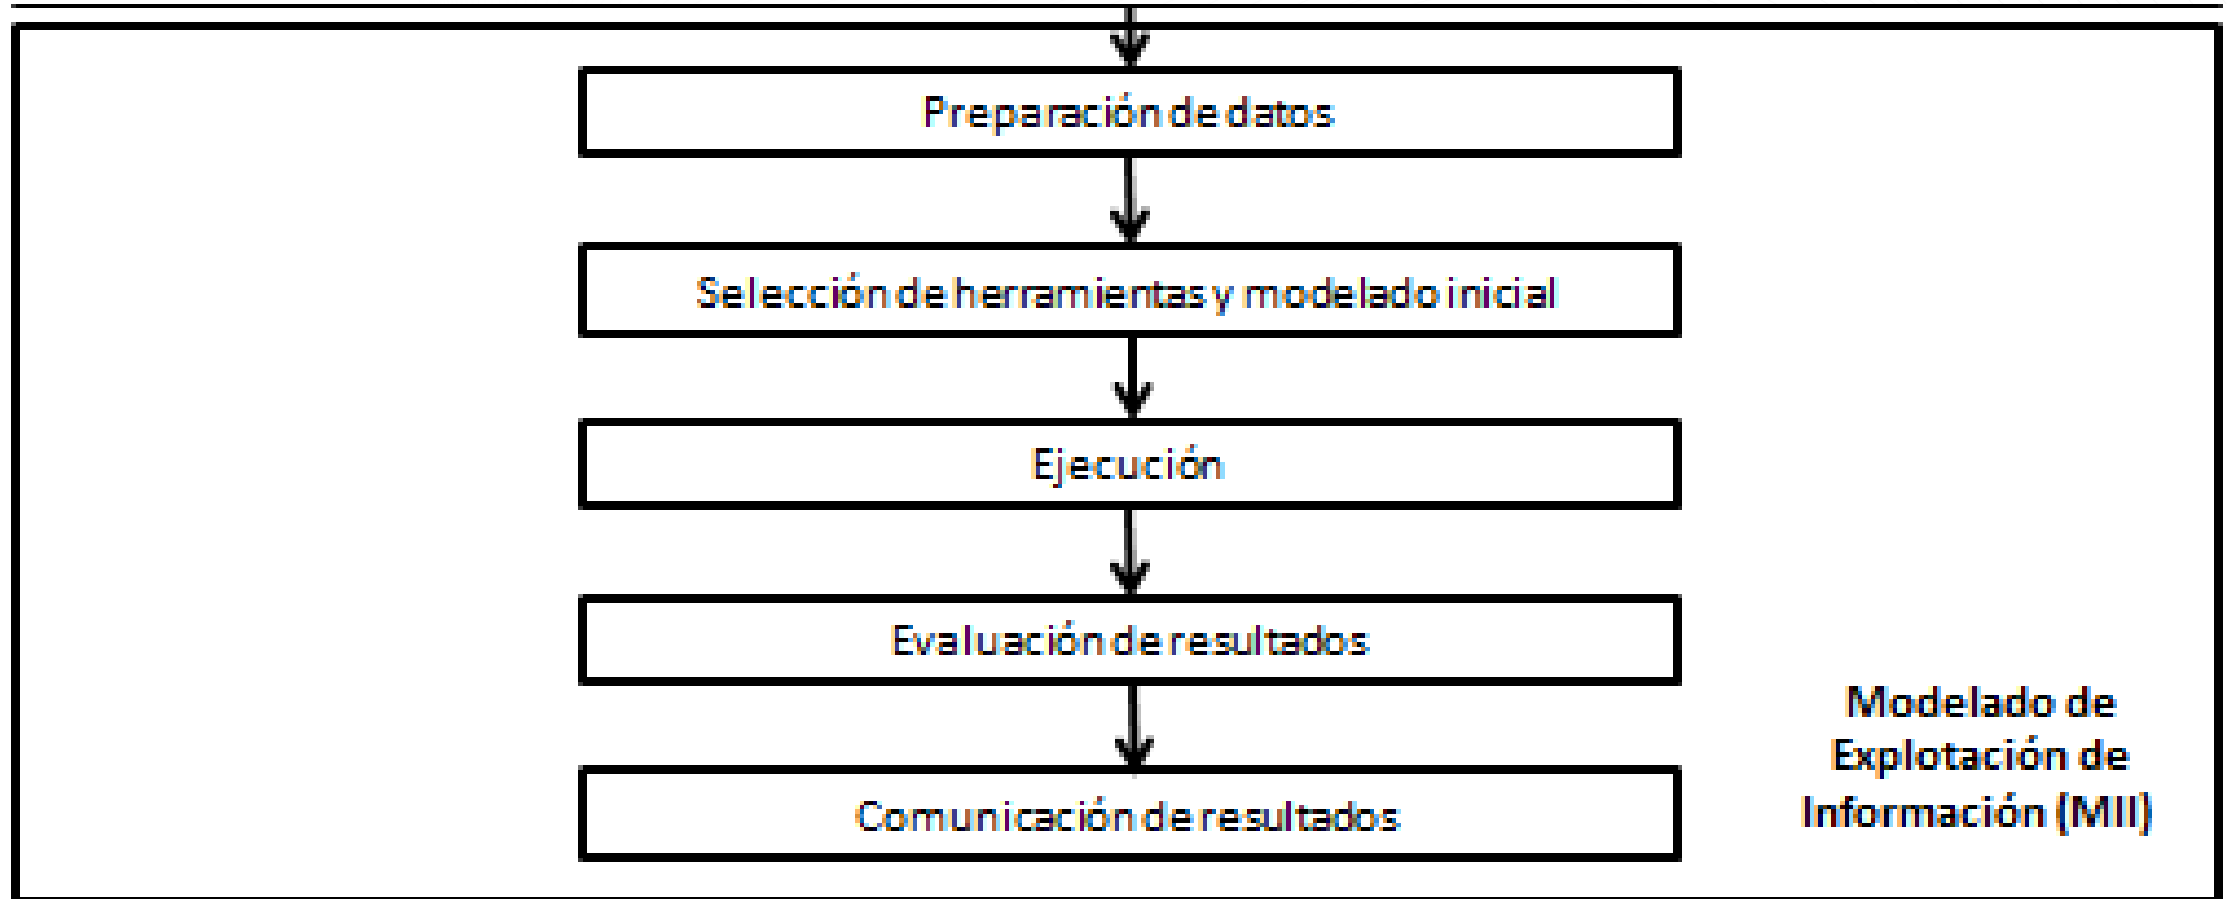 Preparación de datos
Selección de herramientas y modelado inicial
Ejecución
Evaluación de resultados
Comunicación de resultados
Modelado de
Explotación de
Información (MII)